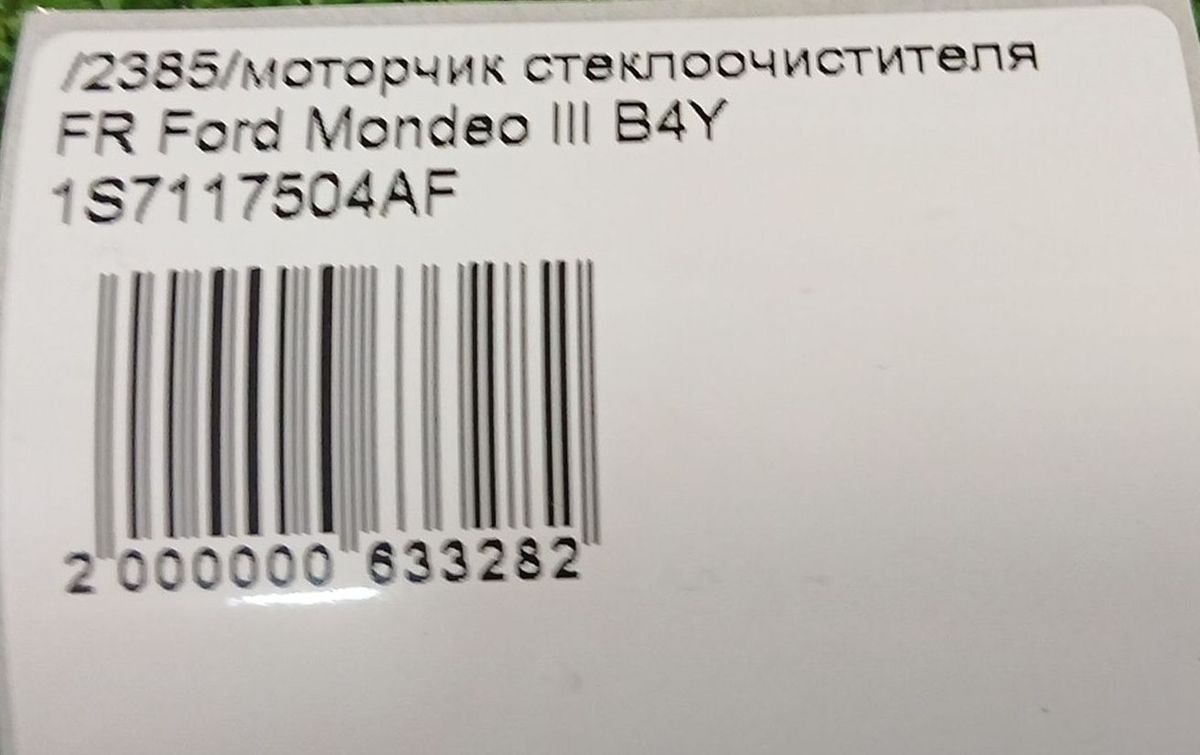 /2385/моторчик стеклоочистителя
FR Ford Mondeo III B4Y
1S7117504AF
2 000000 633282